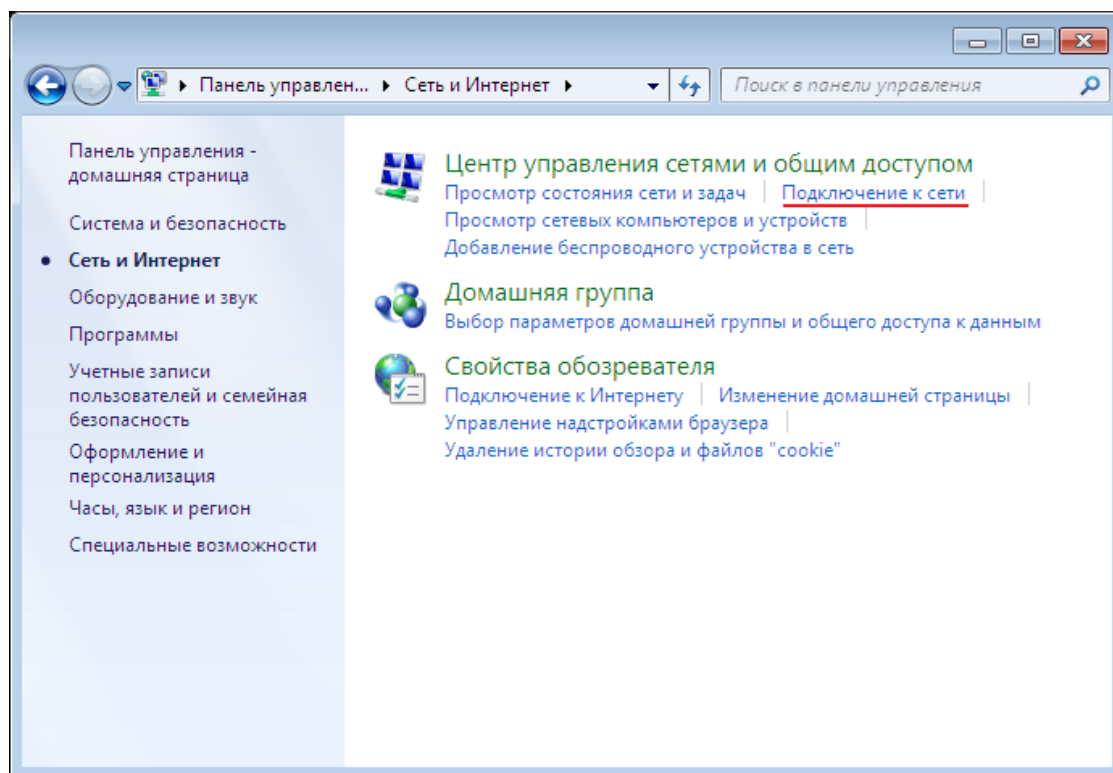 Панель управлен... Сеть и Интернет
Поиск в панели управления
Панель управления -
домашняя страница
Система и безопасность
Сеть и Интернет
Оборудование и звук
Программы
Учетные записи
пользователей и семейная
безопасность
Оформление и
персонализация
Часы, язык и регион
Специальные возможности
Центр управления сетями и общим доступом
Просмотр состояния сети и задач Подключение к сети
Просмотр сетевых компьютеров и устройств
Добавление беспроводного устройства в сеть
Домашняя группа
Выбор параметров домашней группы и общего доступа к данным
Свойства обозревателя
Подключение к Интернету Изменение домашней страницы
Управление надстройками браузера
Удаление истории обзора и файлов "cookie"